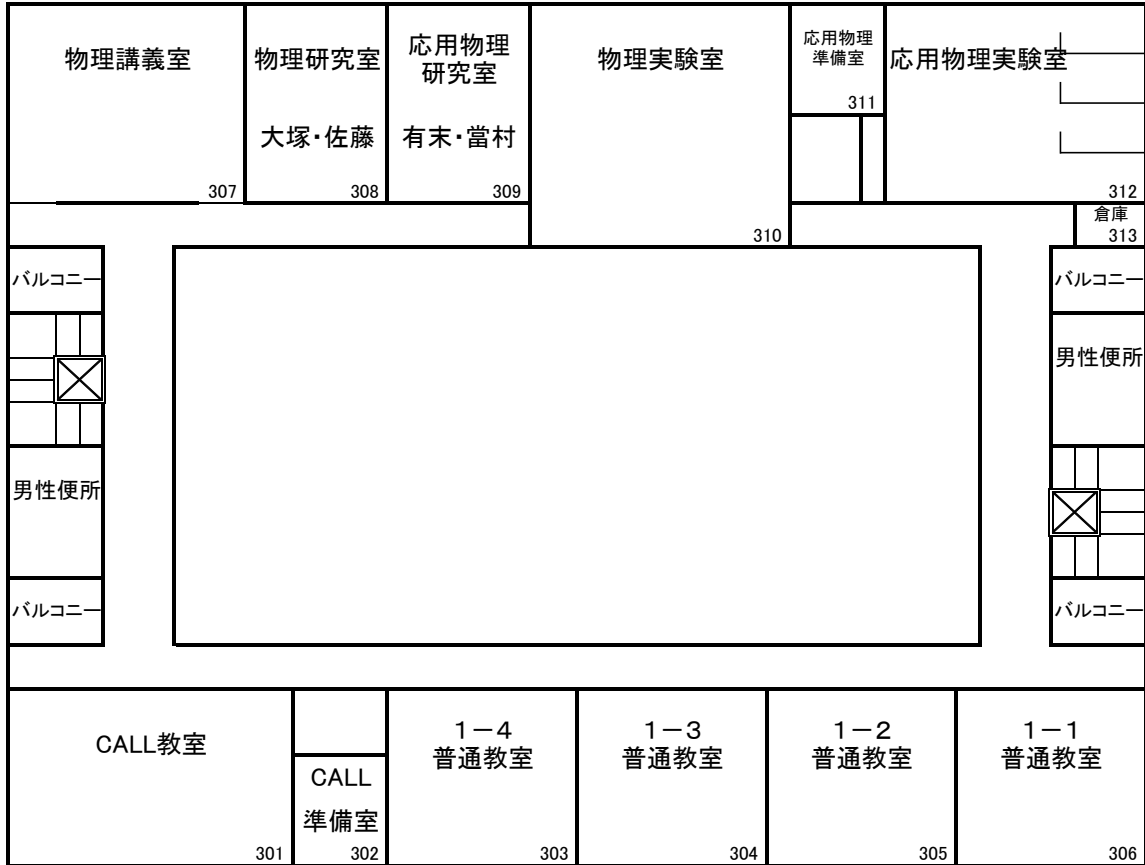 物理講義室
307
物理研究室
大塚・佐藤
308
応用物理
研究室
有末・當村
309
物理実験室
310
応用物理
準備室
311
応用物理実験室
312
倉庫
313
バルコニー
バルコニー
男性便所
男性便所
バルコニー
バルコニー
CALL教室
301
CALL
準備室
302
1－4
普通教室
303
1－3
普通教室
304
1－2
普通教室
305
1－1
普通教室
306